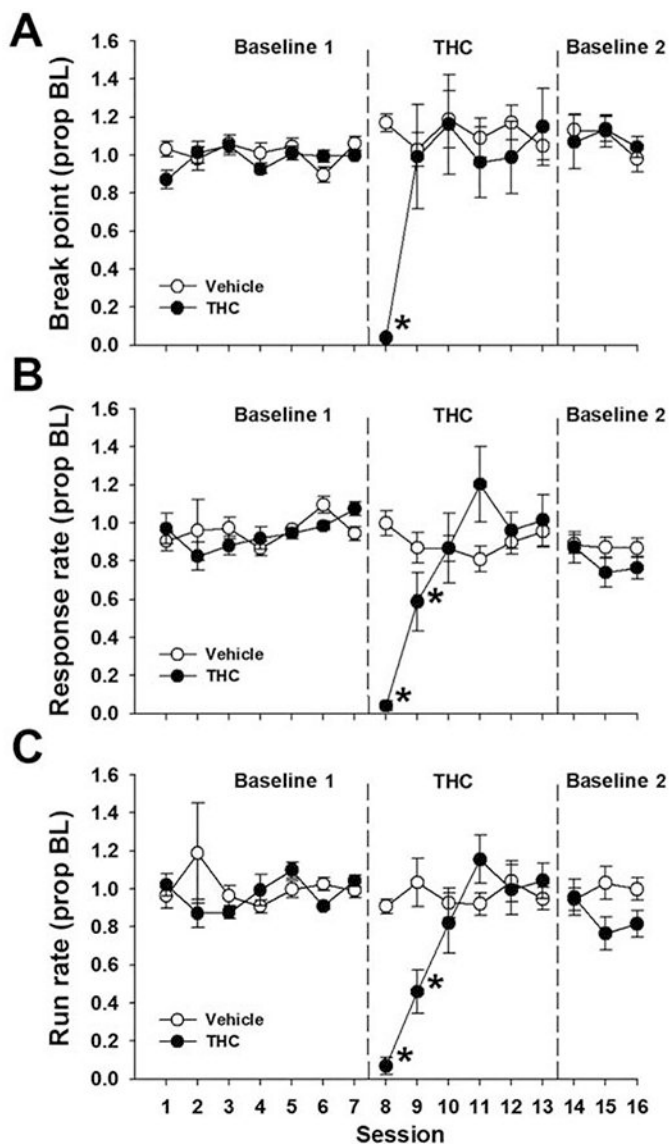 A
Baseline 1 THC Baseline 2
Break point (prop BL)
1.6
1.4
1.2
1.0
0.8
0.6
0.4
0.2
0.0
Vehicle
THC
*
B
Baseline 1 THC Baseline 2
Response rate (prop BL)
1.6
1.4
1.2
1.0
0.8
0.6
0.4
0.2
0.0
Vehicle
THC
*
*
C
Baseline 1 THC Baseline 2
Run rate (prop BL)
1.6
1.4
1.2
1.0
0.8
0.6
0.4
0.2
0.0
Vehicle
THC
*
*
1 2 3 4 5 6 7 8 9 10 11 12 13 14 15 16
Session